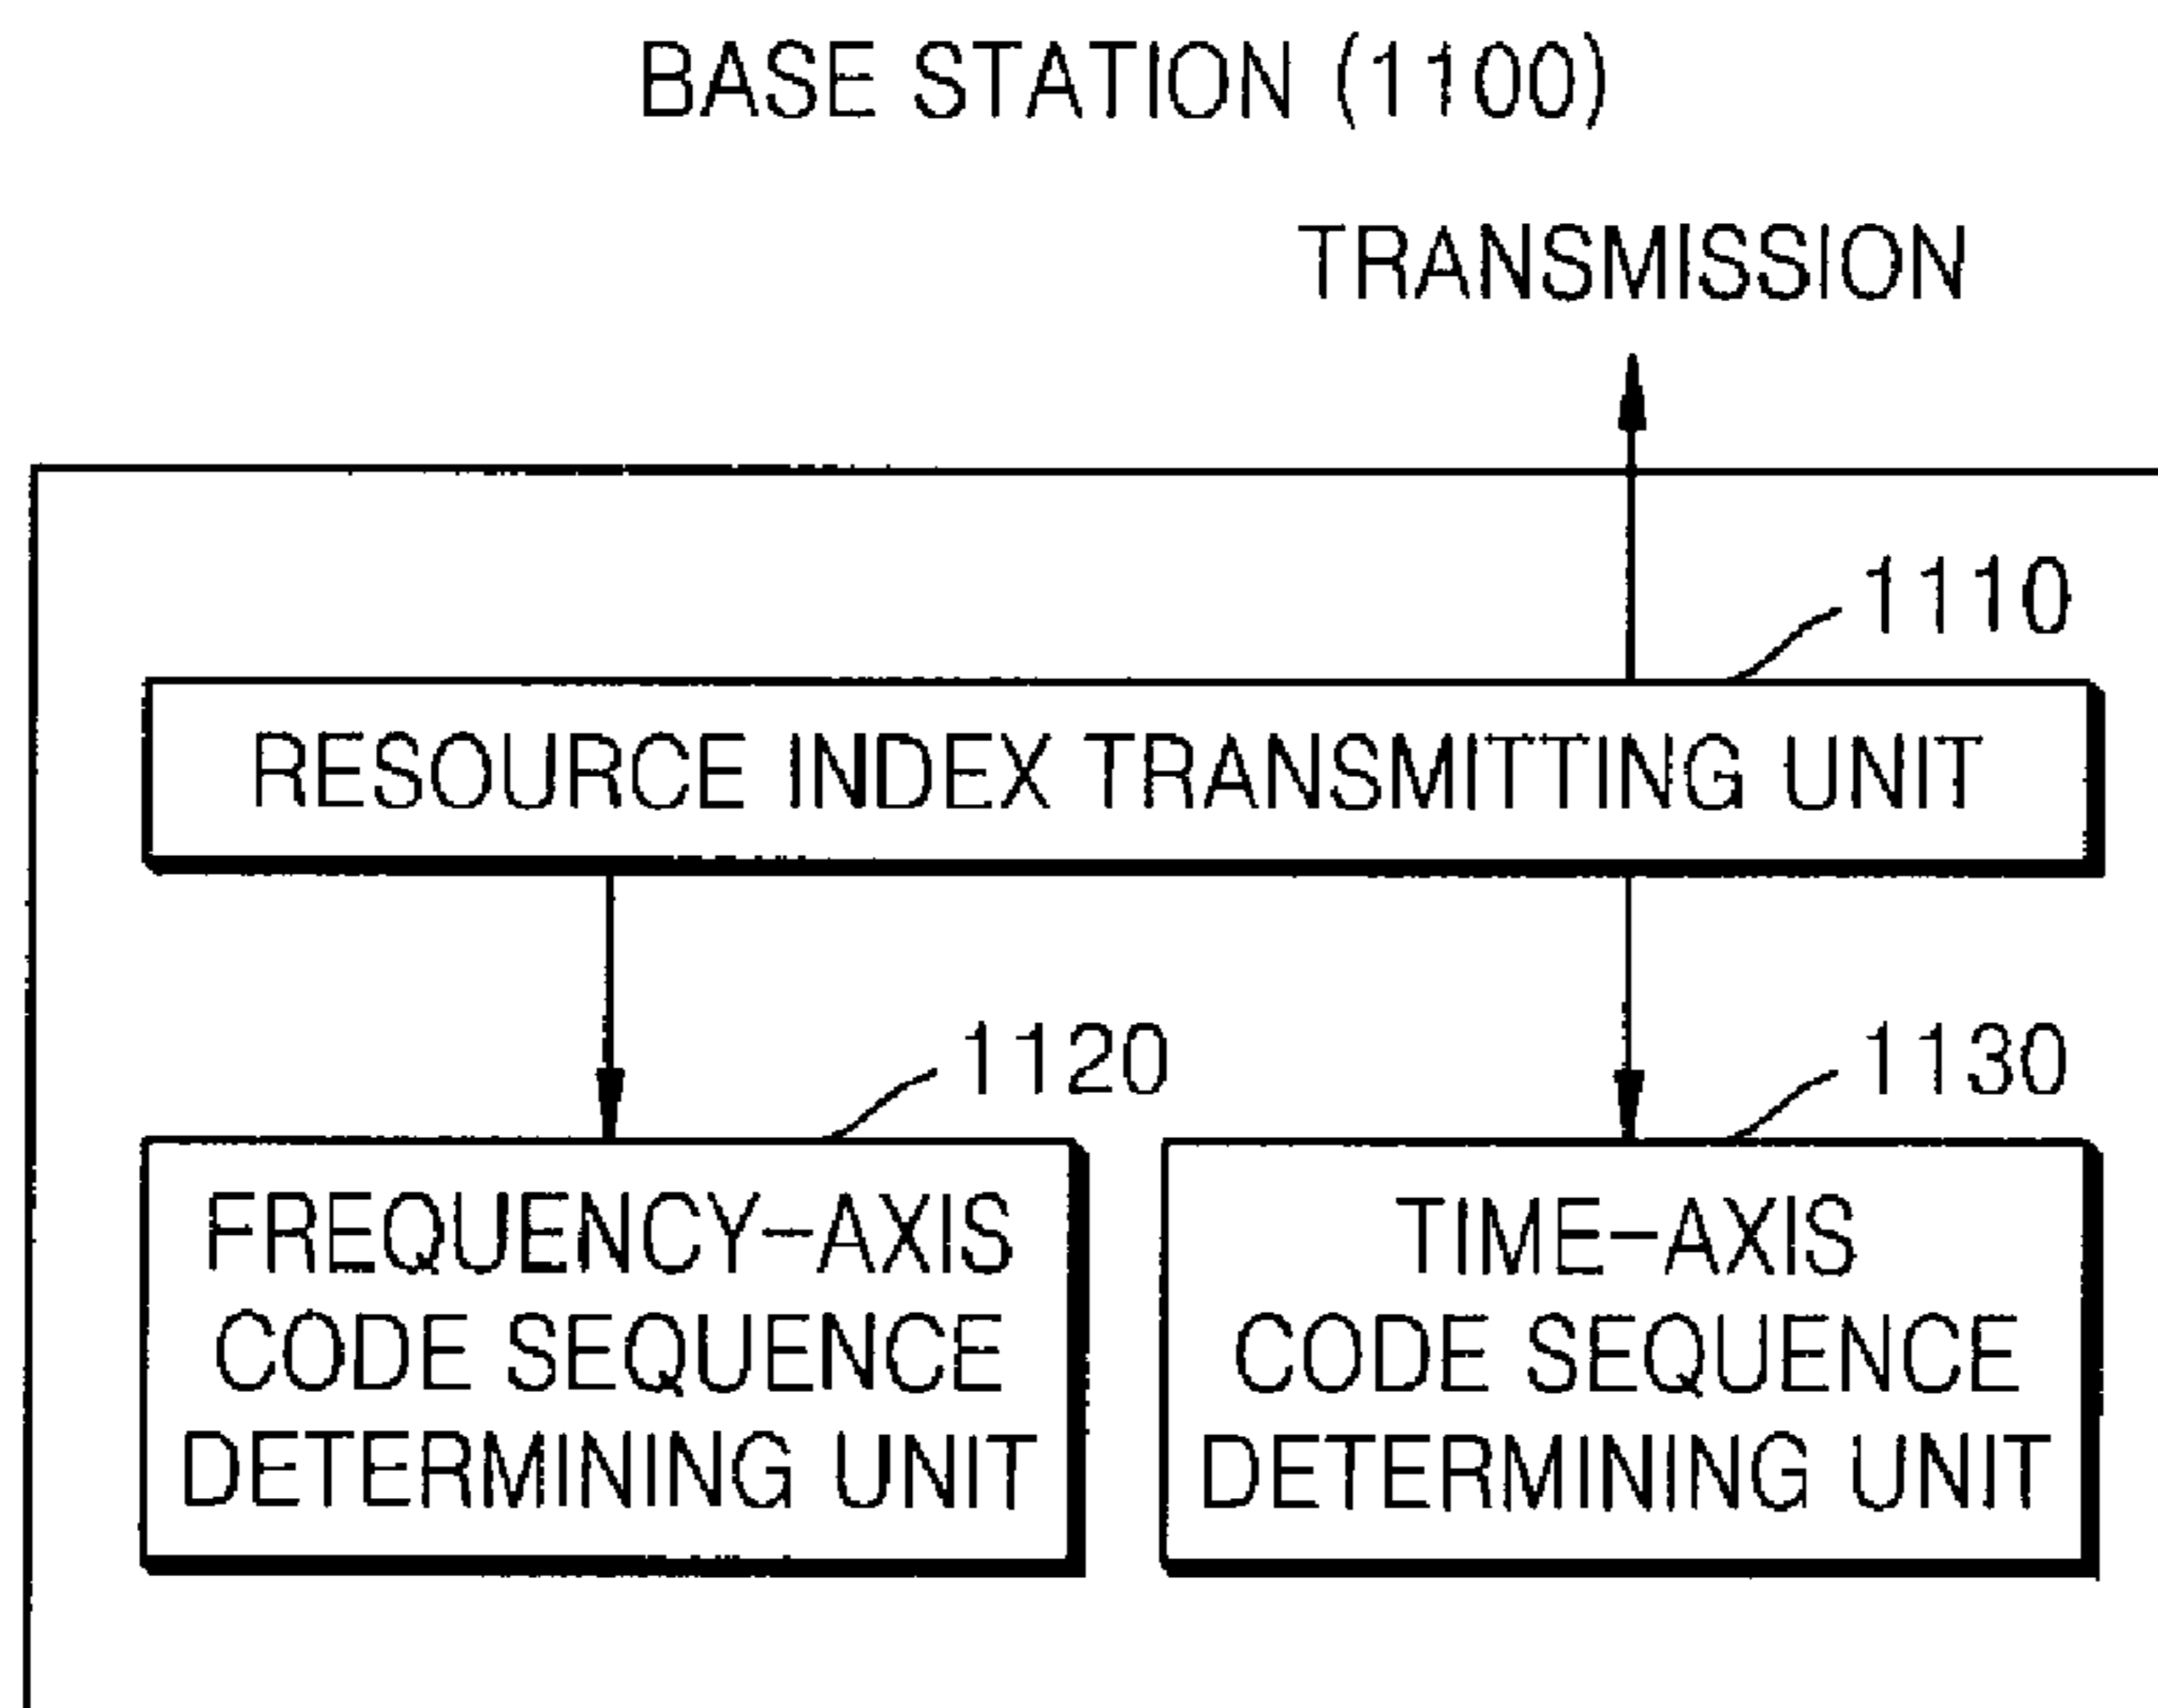 BASE STATION (1100)
TRANSMISSION
1110
RESOURCE INDEX TRANSMITTING UNIT
1120
1130
FREQUENCY-AXIS
CODE SEQUENCE
DETERMINING UNIT
TIME-AXIS
CODE SEQUENCE
DETERMINING UNIT